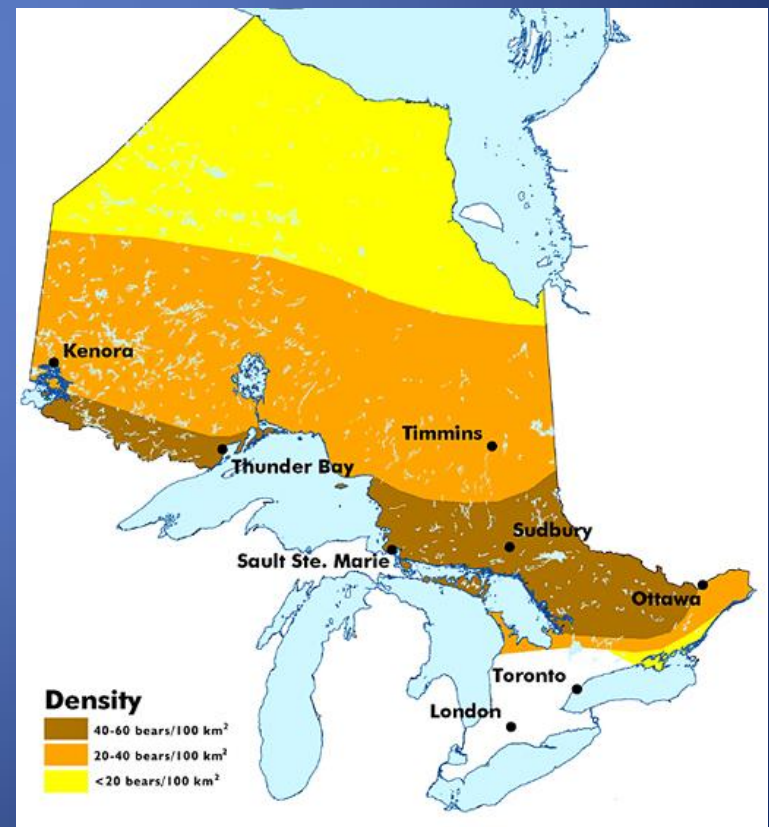 Kenora
Timmins
Thunder Bay
Sudbury
Sault Ste. Marie
Ottawa
Toronto
London
Density
40-60 bears/100 km²
20-40 bears/100 km²
<20 bears/100 km²